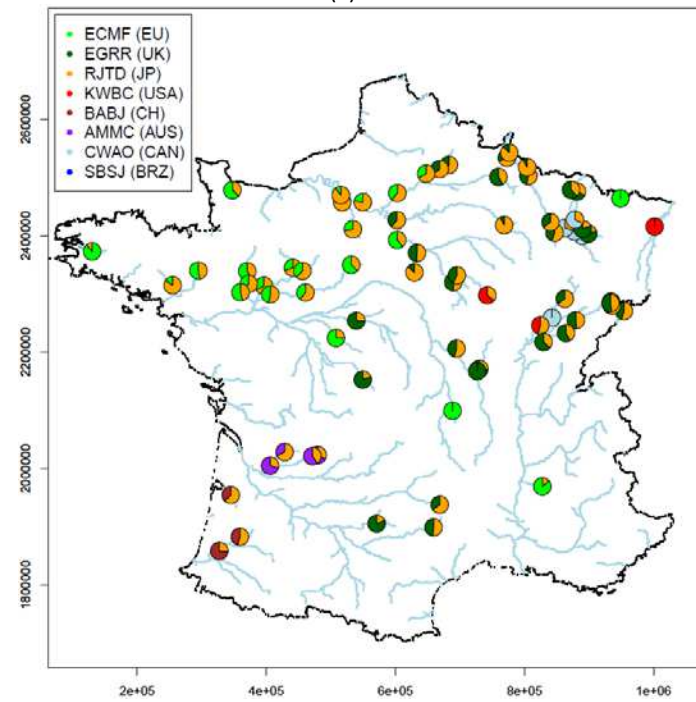 ECMF (EU)
EGRR (UK)
RJTD (JP)
KWBC (USA)
BABJ (CH)
AMMC (AUS)
CWAO (CAN)
SBSJ (BRZ)
2600000
2400000
2200000
2000000
1800000
2e+05
4e+05
6e+05
8e+05
1e+06